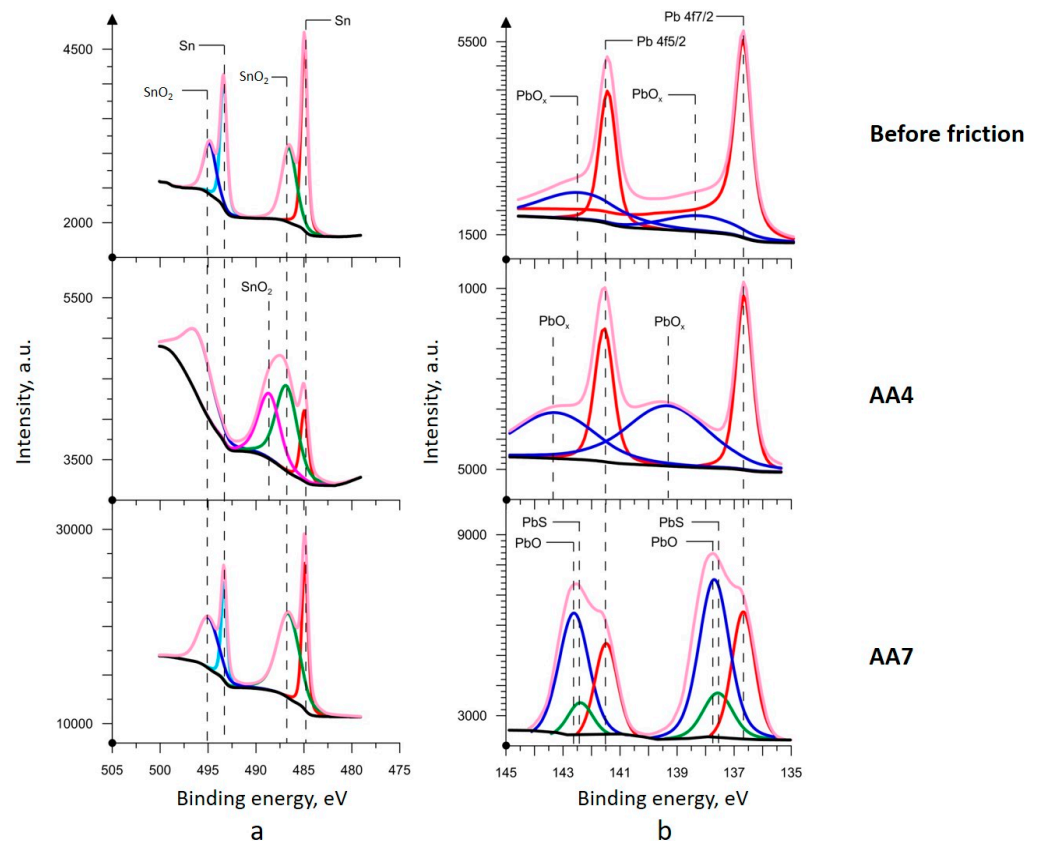 Sn
4500
Sn
SnO2
SnO2
2000
Pb 4f7/2
5500
Pb 4f5/2
PbOx
PbOx
1500
Before friction
5500
SnO2
3500
Intensity, a.u.
1000
PbOx
PbOx
5000
Intensity, a.u.
AA4
30000
10000
9000
PbS
PbO
PbS
PbO
3000
AA7
505 500 495 490 485 480 475
Binding energy, eV
a
145 143 141 139 137 135
Binding energy, eV
b